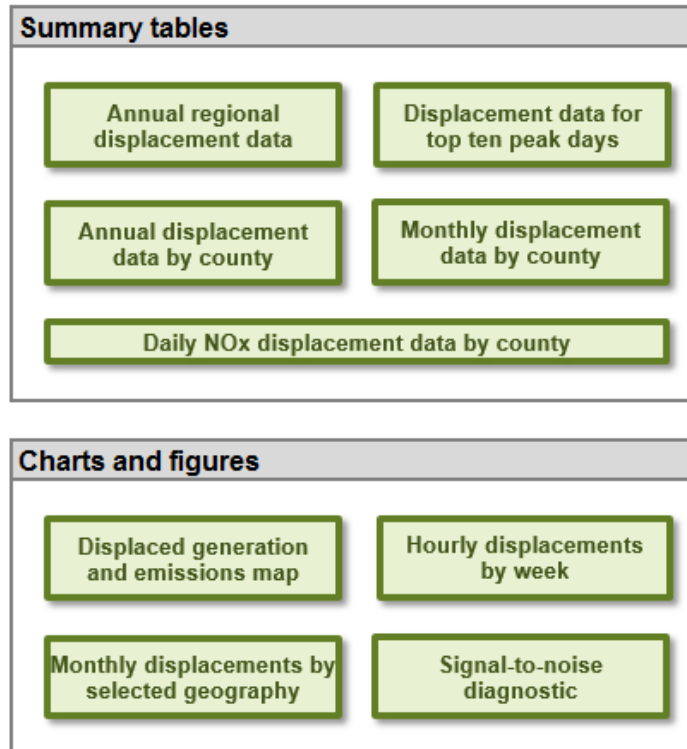 Summary tables
Annual regional
displacement data
Displacement data for
top ten peak days
Annual displacement
data by county
Monthly displacement
data by county
Daily NOx displacement data by county
Charts and figures
Displaced generation
and emissions map
Hourly displacements
by week
Monthly displacements by
selected geography
Signal-to-noise
diagnostic